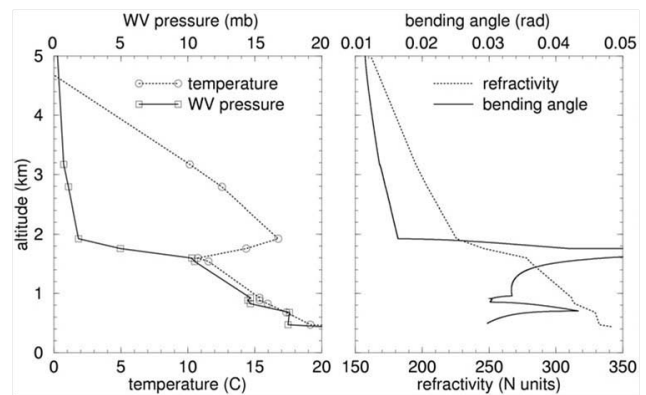 WV pressure (mb)
0 5 10 15 20
5
4
3
2
1
0
altitude (km)
temperature
WV pressure
0 5 10 15 20
temperature (C)
bending angle (rad)
0.01 0.02 0.03 0.04 0.05
refractivity
bending angle
150 200 250 300 350
refractivity (N units)